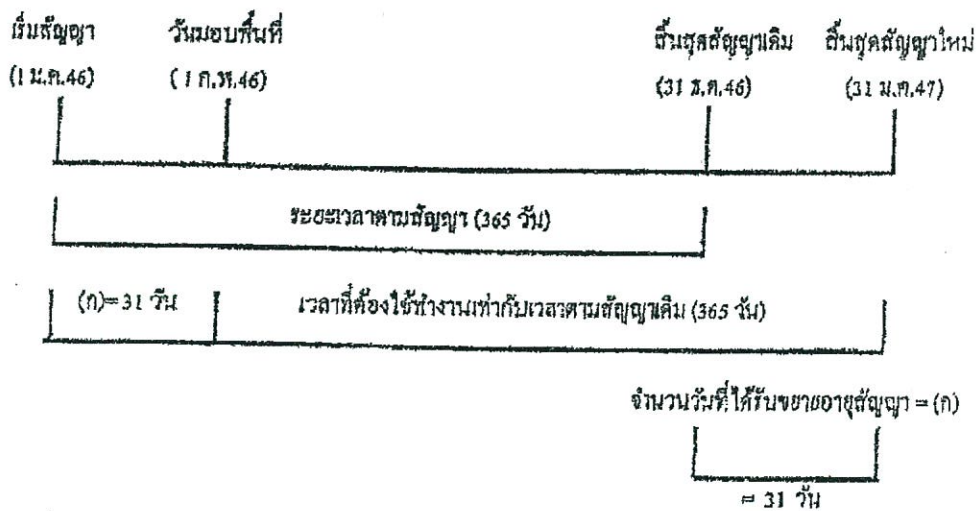 เริ่มสัญญา วันมอบพื้นที่ สิ้นสุดสัญญาเดิม สิ้นสุดสัญญาใหม่
(1 ม.ค.46) (1 ก.พ.46) (31 ธ.ค.46) (31 ม.ค.47)
ระยะเวลาตามสัญญา (365 วัน)
(ก)=31 วัน เวลาที่ต้องใช้ทำงานเท่ากับเวลาตามสัญญาเดิม (365 วัน)
จำนวนวันที่ได้รับขยายอายุสัญญา = (ก)
= 31 วัน